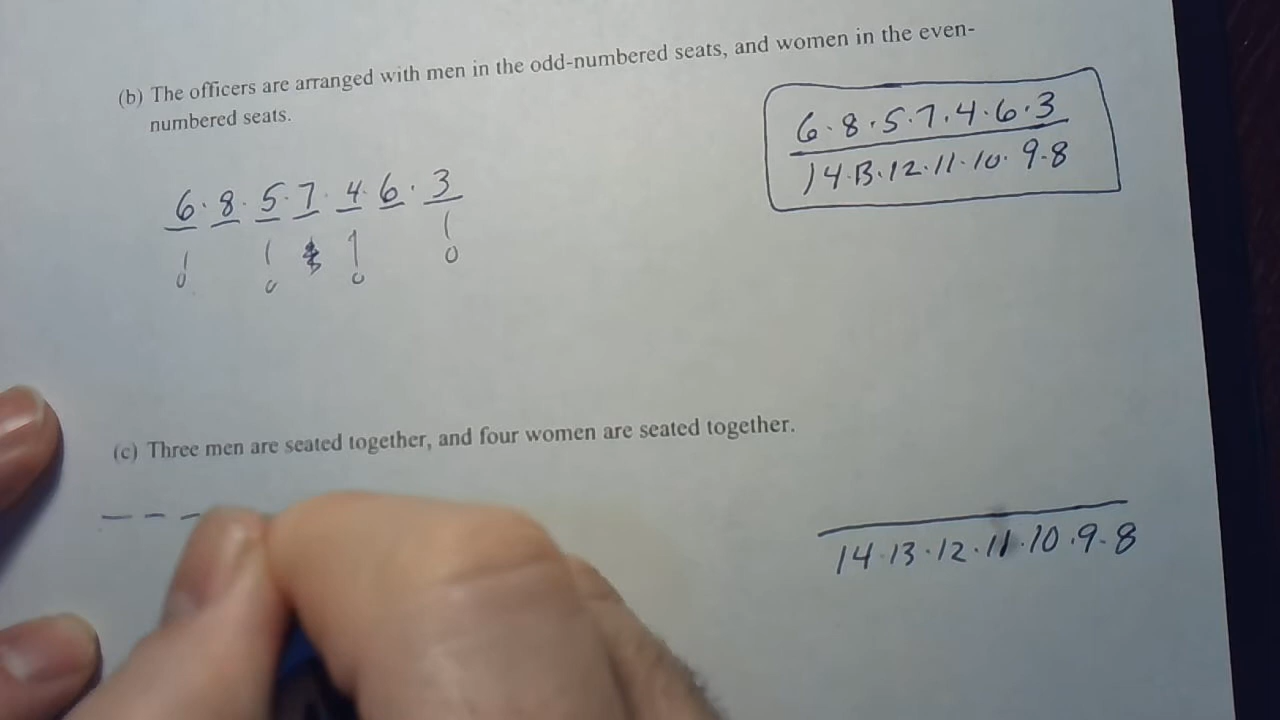 (b) The officers are arranged with men in the odd-numbered seats, and women in the even-
numbered seats.
6·8·5·7·4·6·3
14·13·12·11·10·9·8
6·8·5·7·4·6·3
(c) Three men are seated together, and four women are seated together.
14·13·12·11·10·9·8